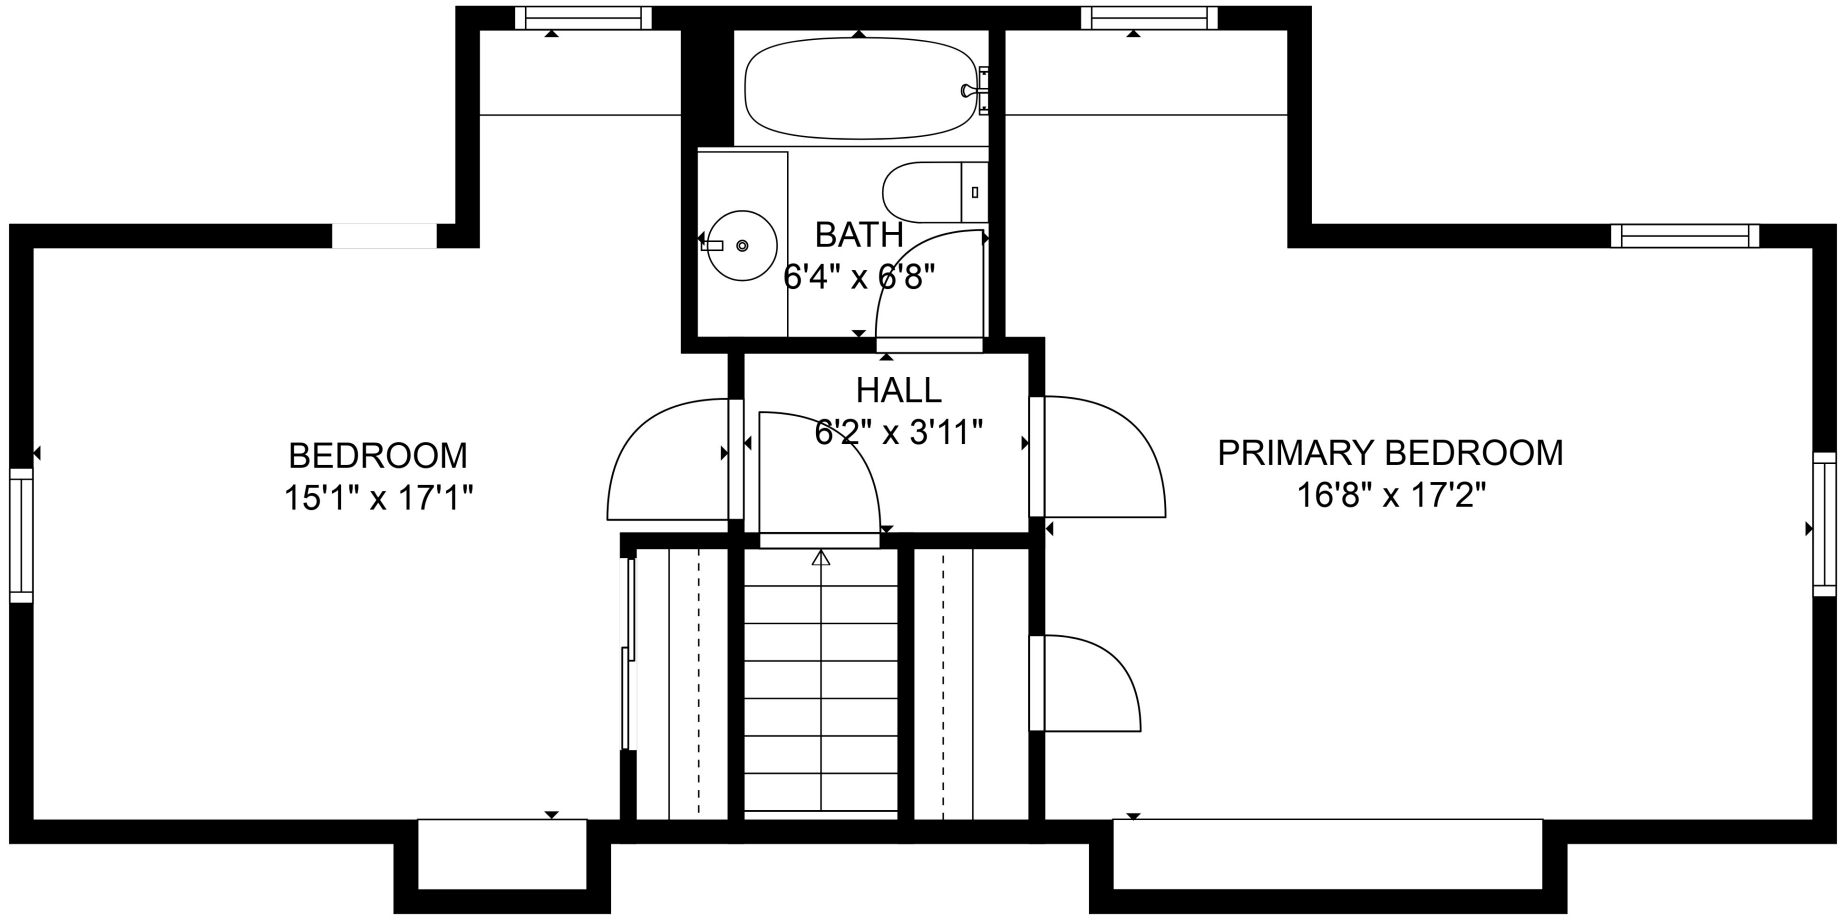 BATH
6'4" x 6'8"
HALL
6'2" x 3'11"
BEDROOM
15'1" x 17'1"
PRIMARY BEDROOM
16'8" x 17'2"